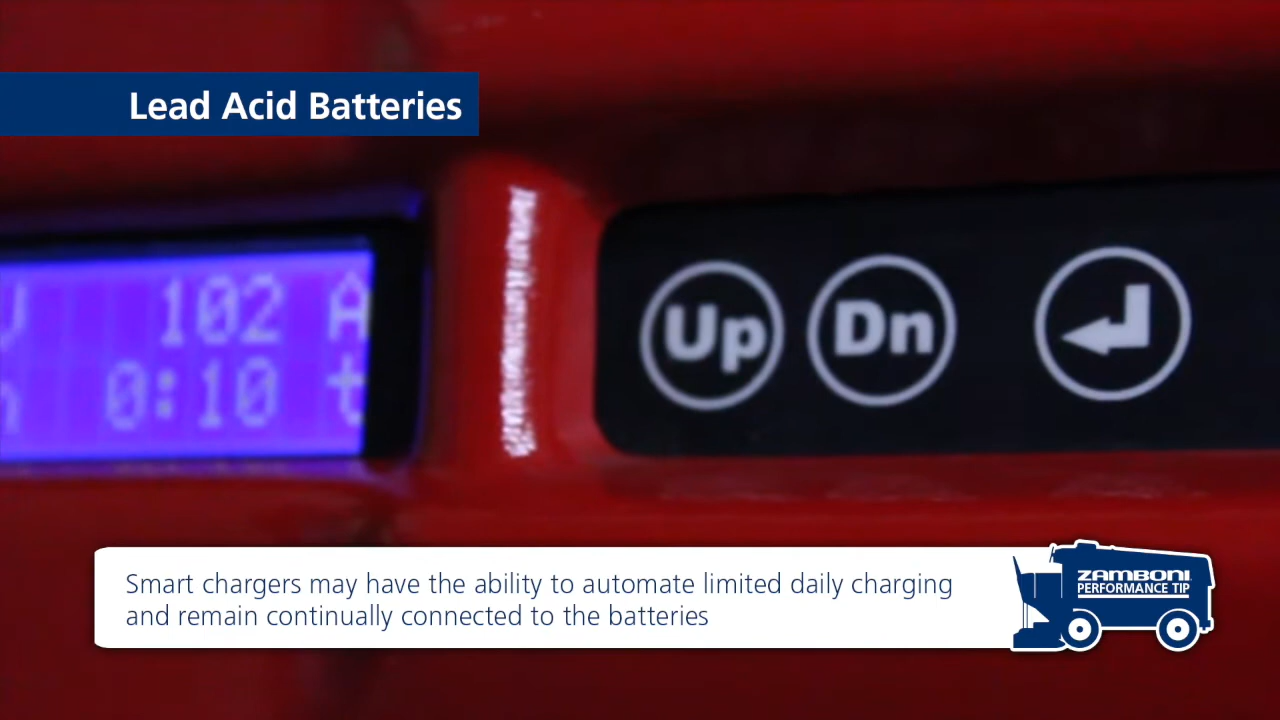 Lead Acid Batteries
102 A
0:10 t
Up Dn
Smart chargers may have the ability to automate limited daily charging
and remain continually connected to the batteries
ZAMBONI
PERFORMANCE TIP